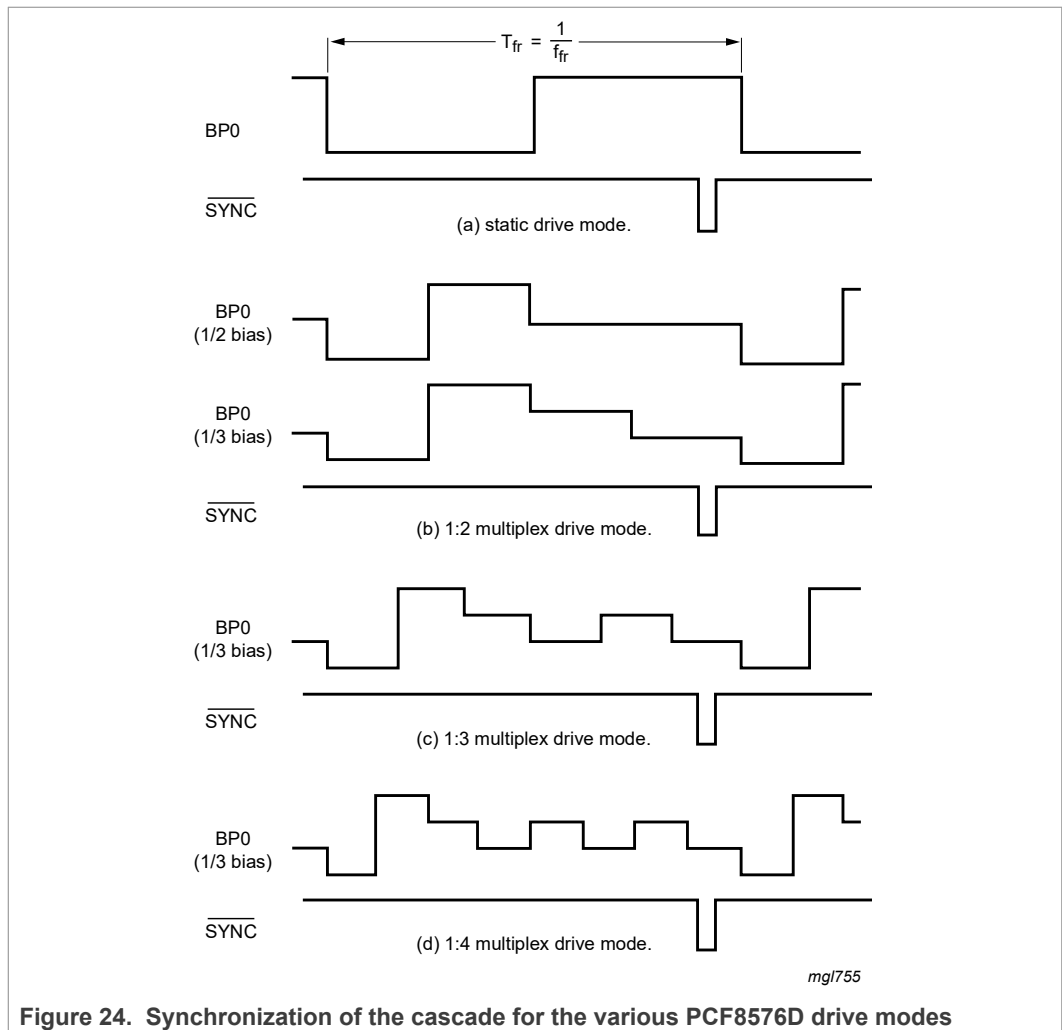 Tfr = 1/ffr
BP0
SYNC
(a) static drive mode.
BP0
(1/2 bias)
BP0
(1/3 bias)
SYNC
(b) 1:2 multiplex drive mode.
BP0
(1/3 bias)
SYNC
(c) 1:3 multiplex drive mode.
BP0
(1/3 bias)
SYNC
(d) 1:4 multiplex drive mode.
mgl755
Figure 24. Synchronization of the cascade for the various PCF8576D drive modes